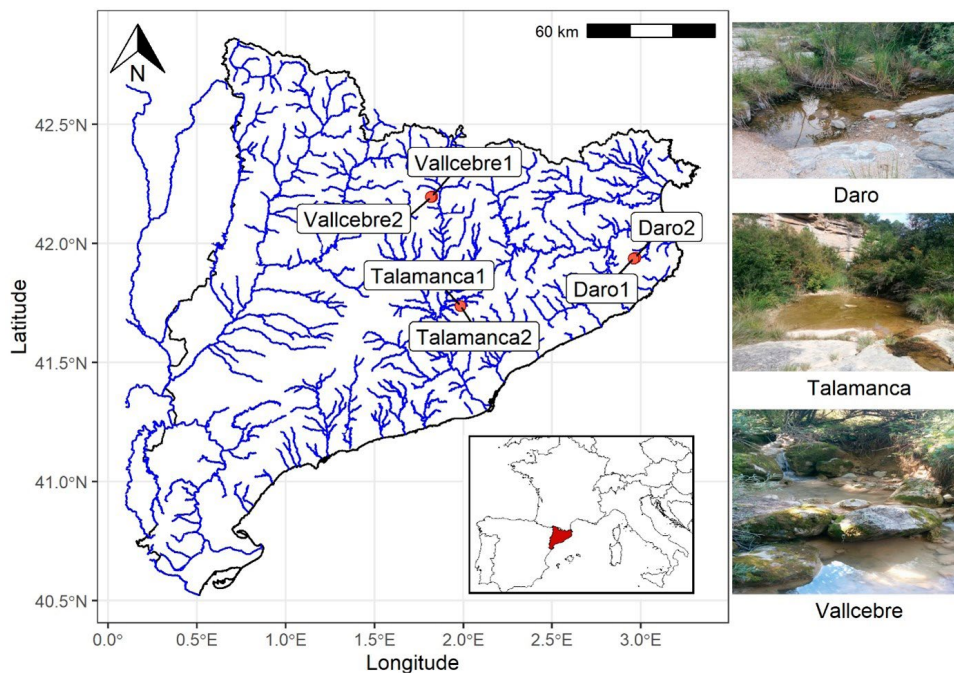 60 km
N
42.5°N
42.0°N
41.5°N
41.0°N
40.5°N
Latitude
Vallcebre1
Vallcebre2
Daro2
Daro1
Talamanca1
Talamanca2
0.0°
0.5°E
1.0°E
1.5°E
2.0°E
2.5°E
3.0°E
Longitude
Daro
Talamanca
Vallcebre